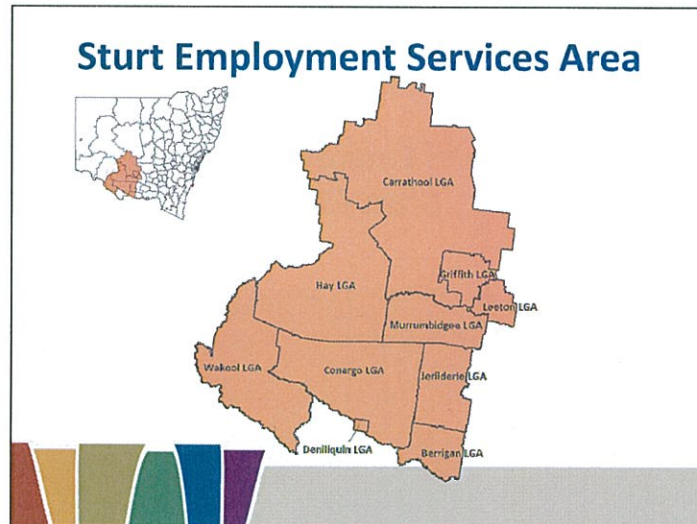 Sturt Employment Services Area
Carrathool LGA
Griffith LGA
Hay LGA
Leeton LGA
Murrumbidgee LGA
Wakool LGA
Conargo LGA
Jerilderie LGA
Deniliquin LGA
Berrigan LGA